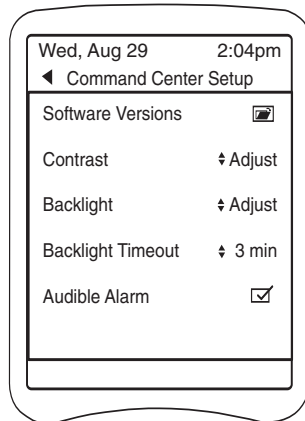 Wed, Aug 29 2:04pm
Command Center Setup
Software Versions
Contrast Adjust
Backlight Adjust
Backlight Timeout 3 min
Audible Alarm